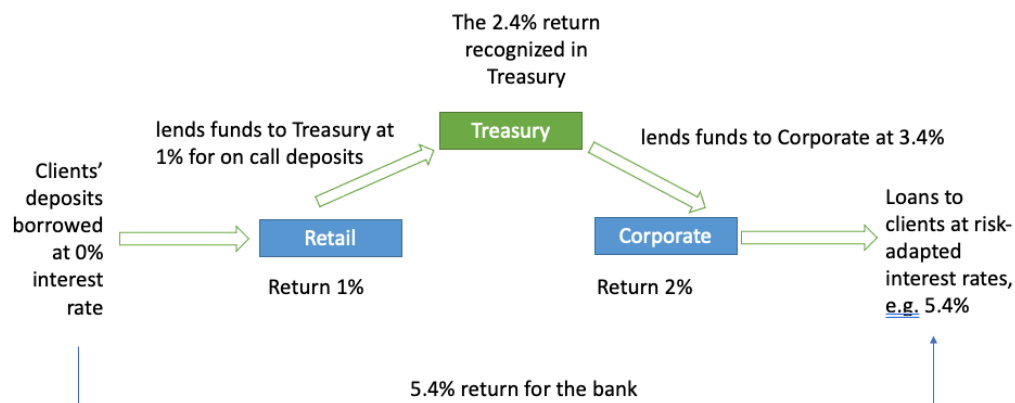 The 2.4% return
recognized in
Treasury
Treasury
lends funds to Treasury at
1% for on call deposits
lends funds to Corporate at 3.4%
Clients’
deposits
borrowed
at 0%
interest
rate
Retail
Return 1%
Corporate
Return 2%
Loans to
clients at risk-
adapted
interest rates,
e.g. 5.4%
5.4% return for the bank